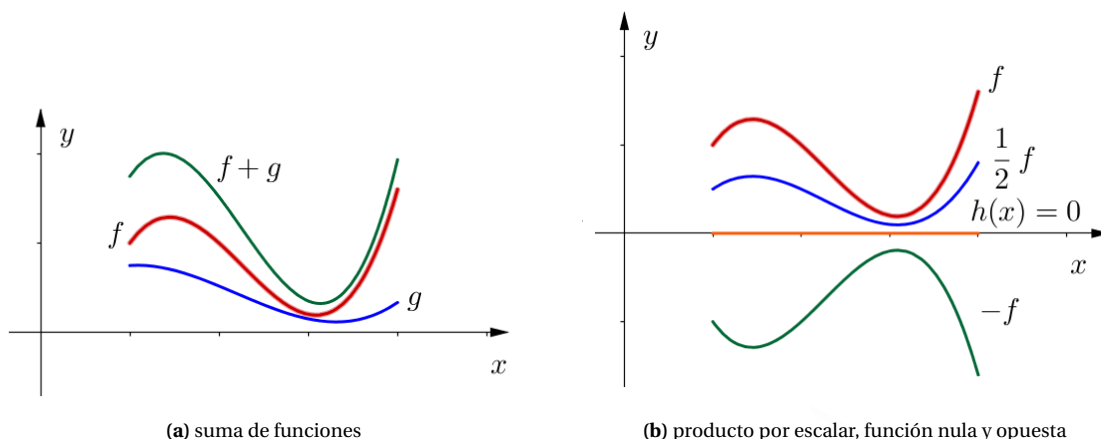 y
f + g
f
g
x
(a) suma de funciones
y
f
1/2 f
h(x) = 0
x
−f
(b) producto por escalar, función nula y opuesta